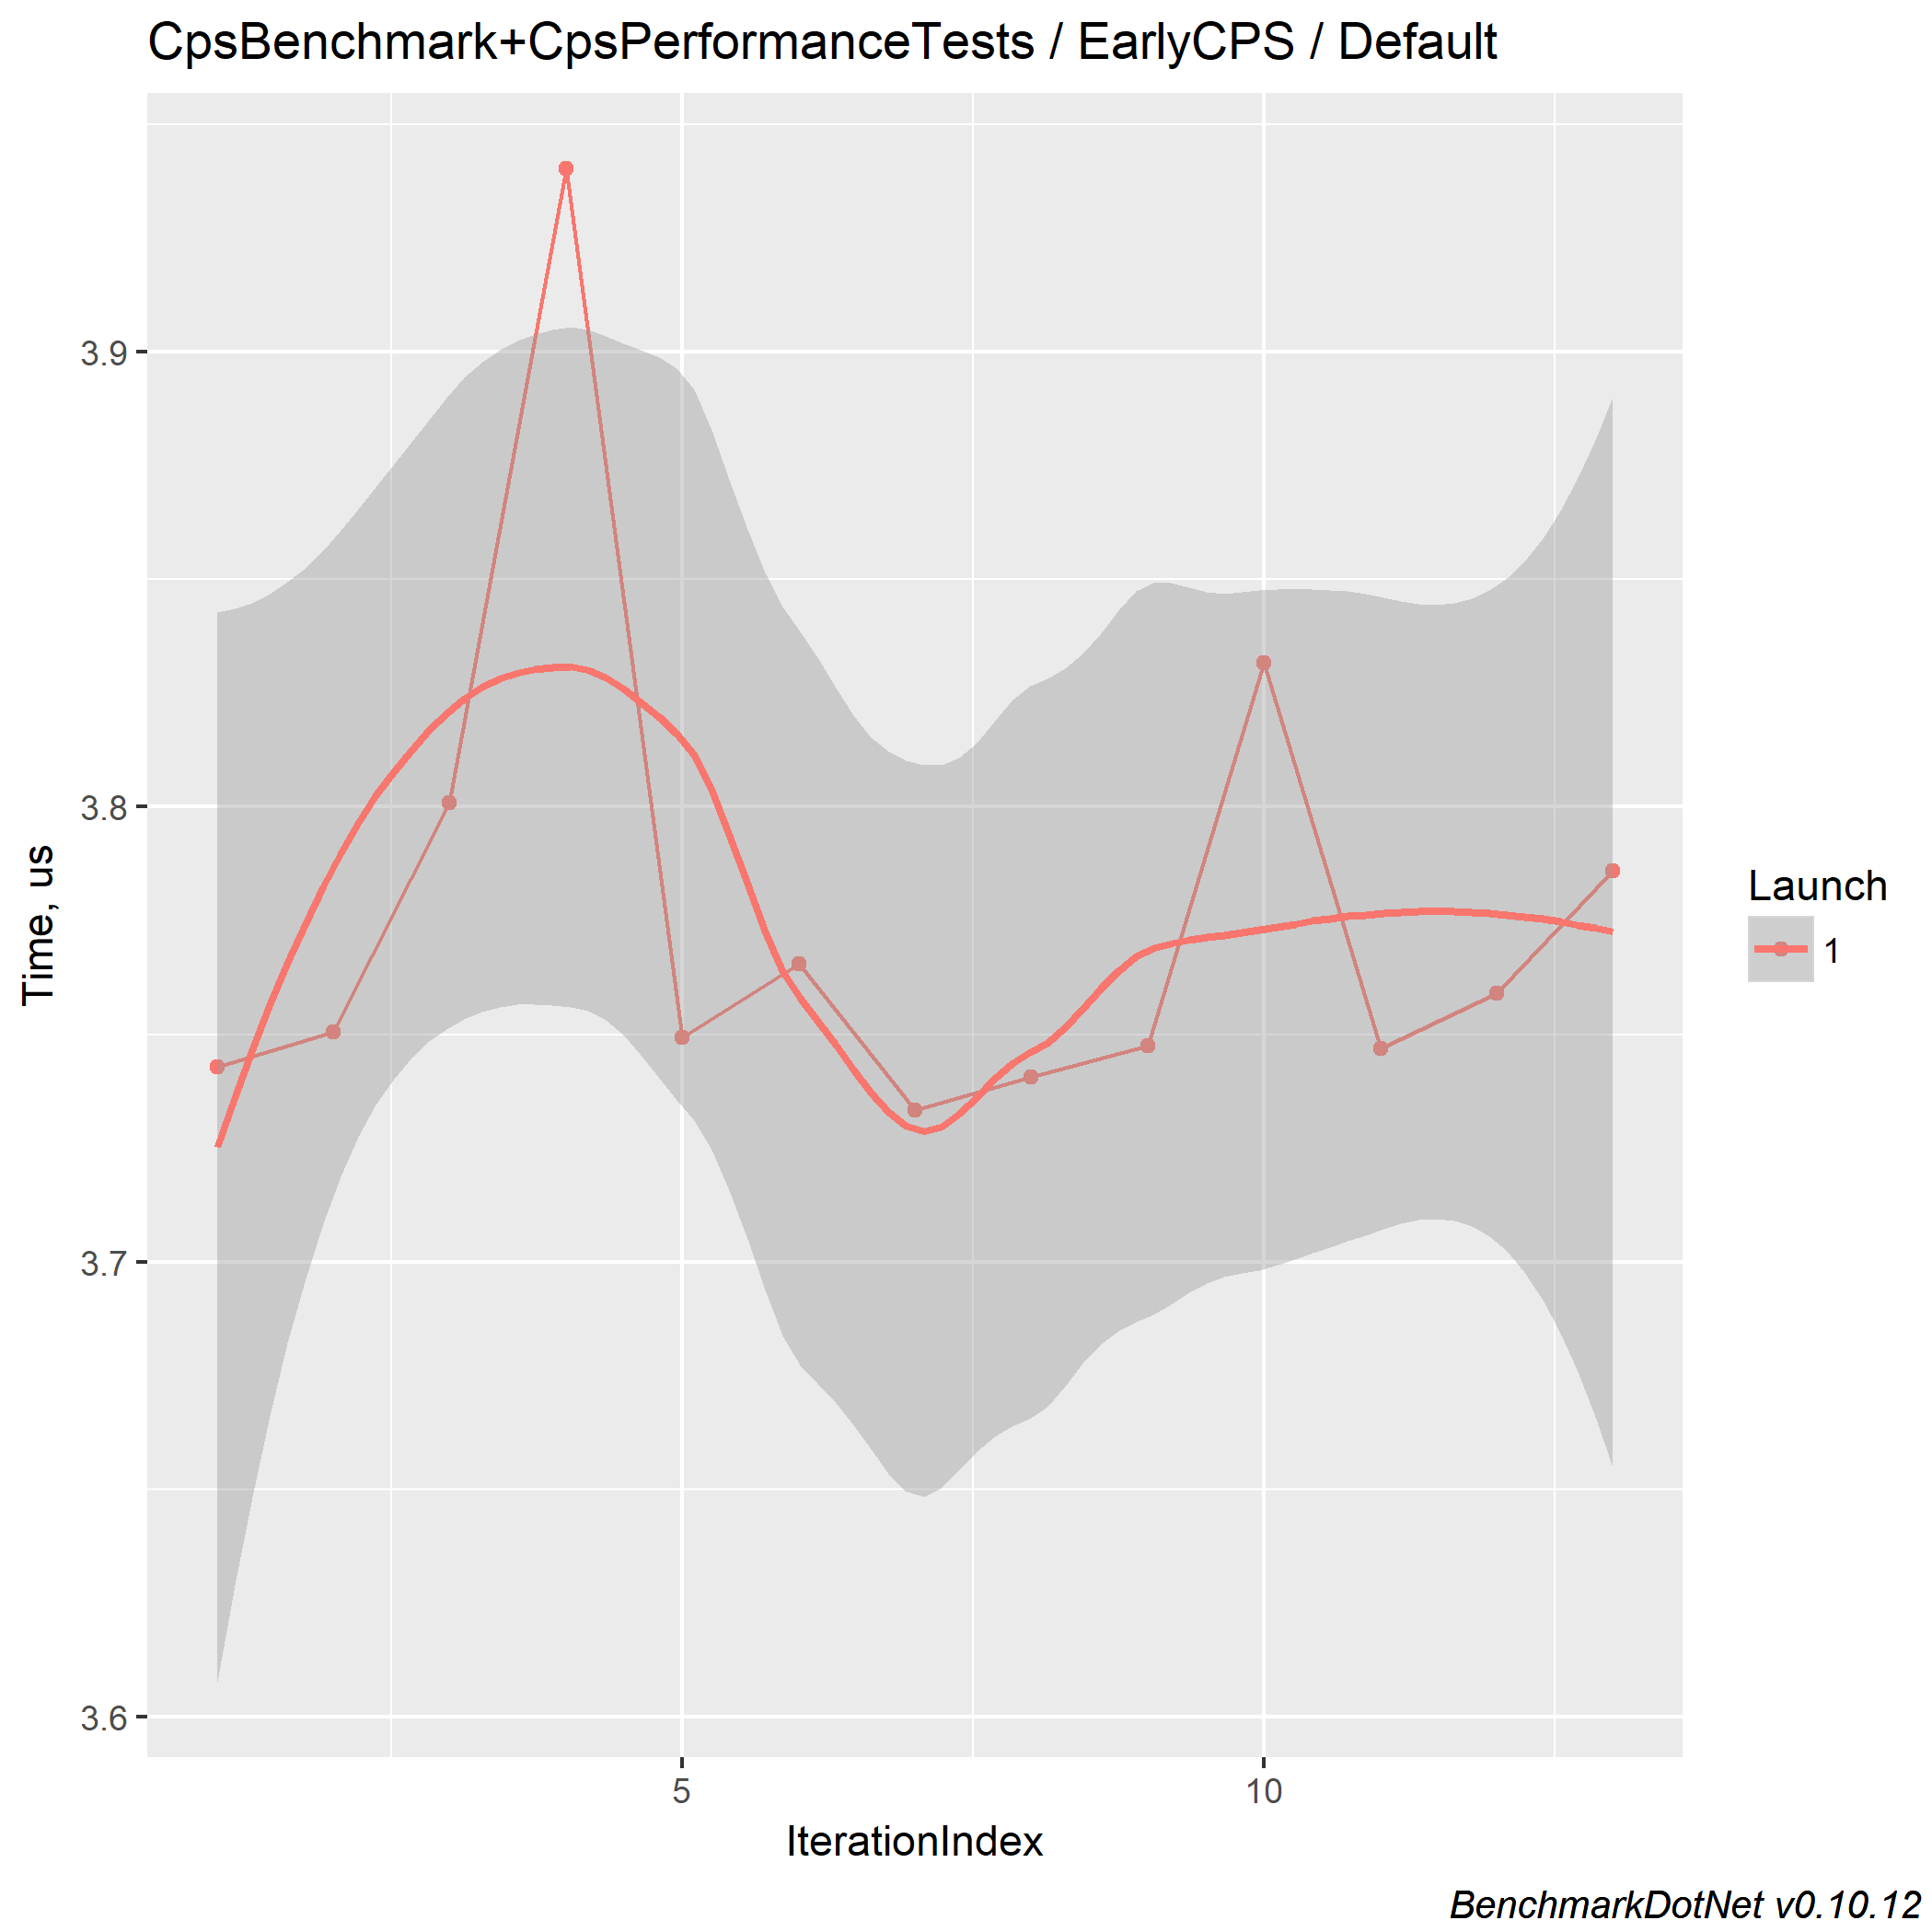 CpsBenchmark+CpsPerformanceTests / EarlyCPS / Default
3.9
3.8
3.7
3.6
Time, us
5
10
IterationIndex
Launch
1
BenchmarkDotNet v0.10.12